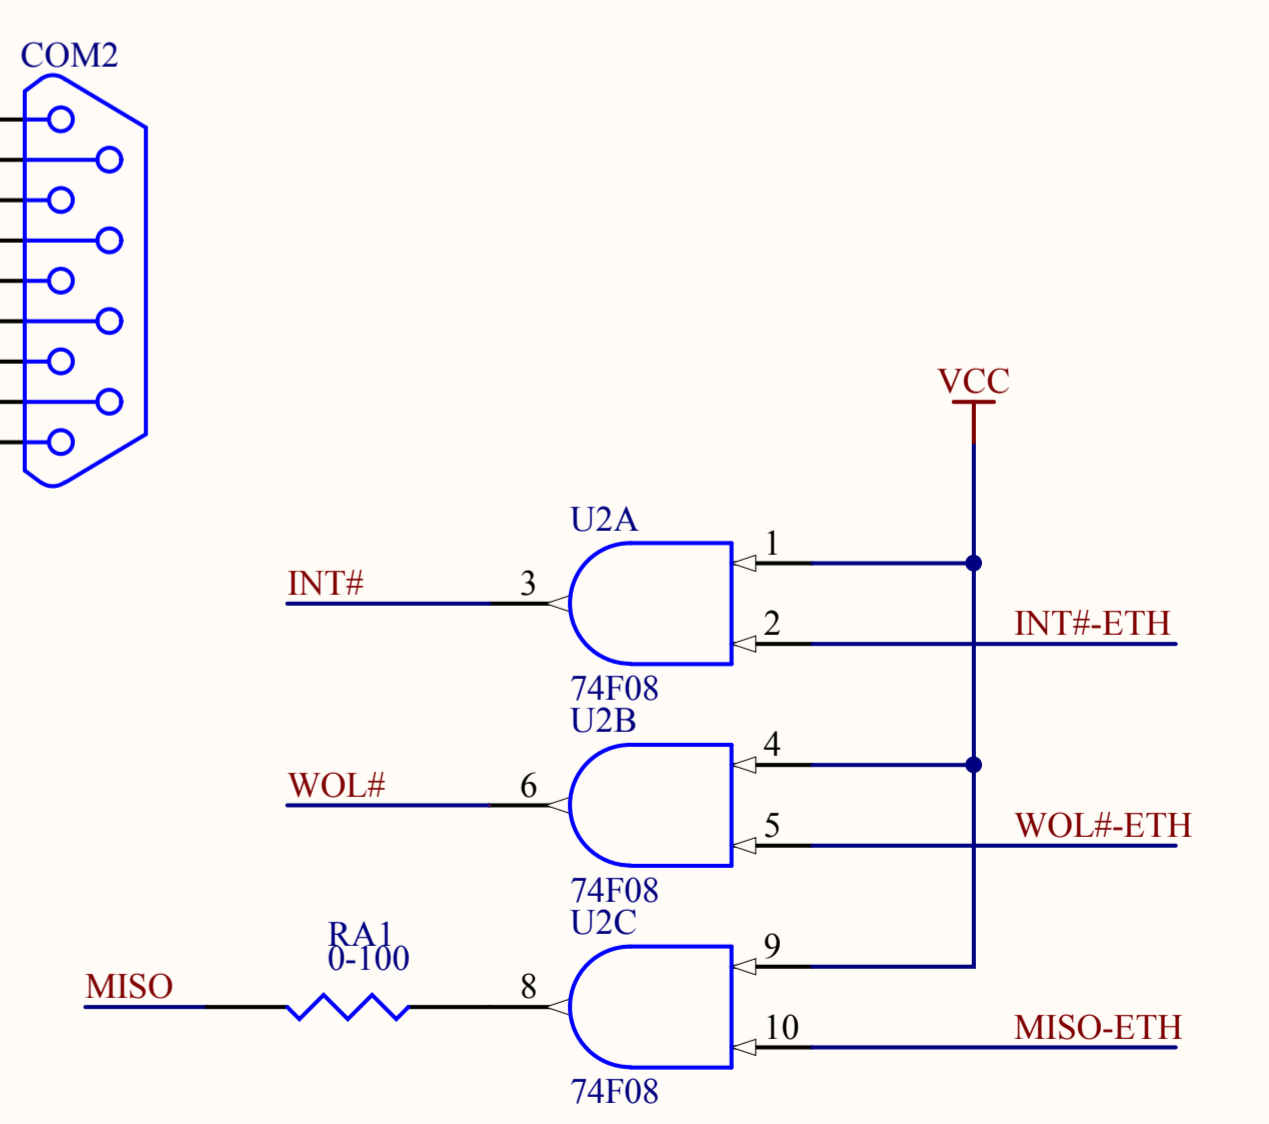 COM2
VCC
U2A
1
INT#
3
2
INT#-ETH
74F08
U2B
4
WOL#
6
5
WOL#-ETH
74F08
U2C
RA1
0-100
9
MISO
8
10
MISO-ETH
74F08